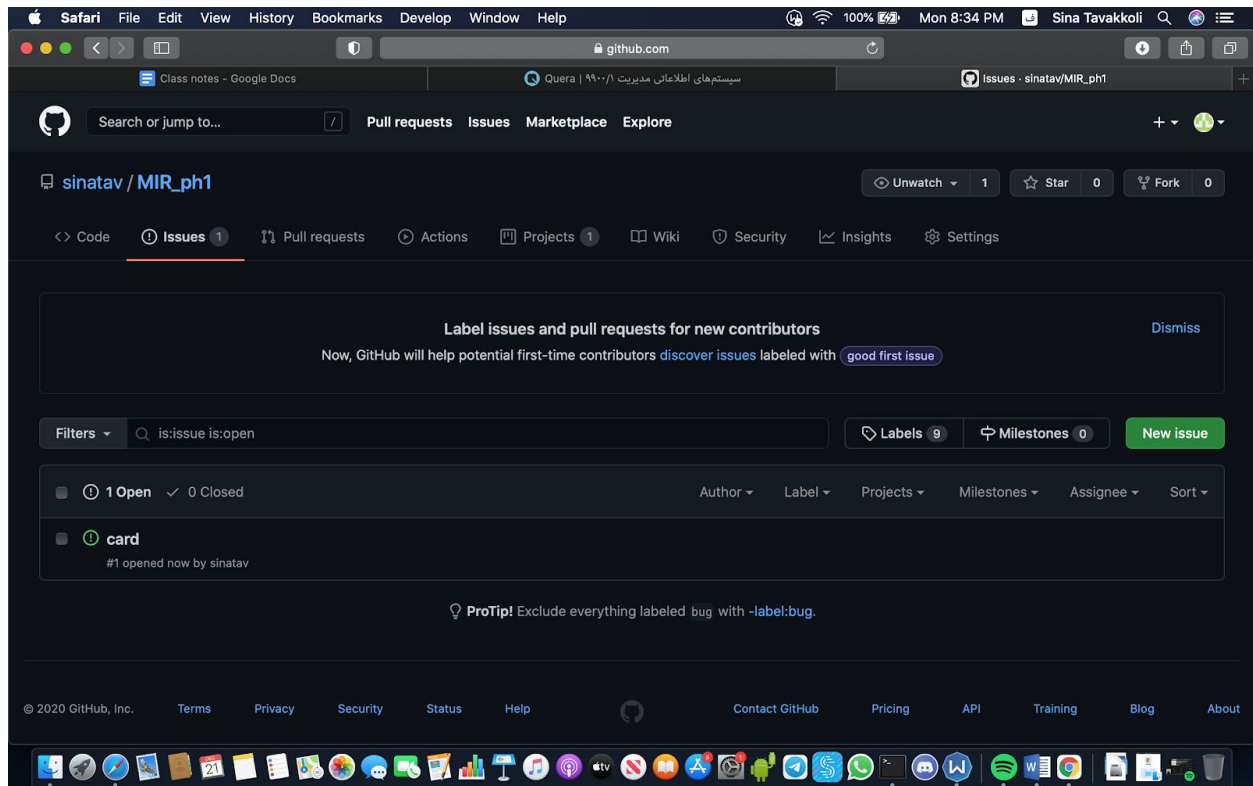 Safari File Edit View History Bookmarks Develop Window Help 100% Mon 8:34 PM ف Sina Tavakkoli
github.com
Class notes - Google Docs
سیستم‌های اطلاعاتی مدیریت ۹۹۰۰/۱ | Quera
Issues · sinatav/MIR_ph1
Search or jump to... / Pull requests Issues Marketplace Explore
sinatav / MIR_ph1 Unwatch 1 Star 0 Fork 0
Code Issues 1 Pull requests Actions Projects 1 Wiki Security Insights Settings
Label issues and pull requests for new contributors Dismiss
Now, GitHub will help potential first-time contributors discover issues labeled with good first issue
Filters is:issue is:open Labels 9 Milestones 0 New issue
1 Open 0 Closed Author Label Projects Milestones Assignee Sort
card
#1 opened now by sinatav
ProTip! Exclude everything labeled bug with -label:bug.
© 2020 GitHub, Inc. Terms Privacy Security Status Help Contact GitHub Pricing API Training Blog About
21 tv